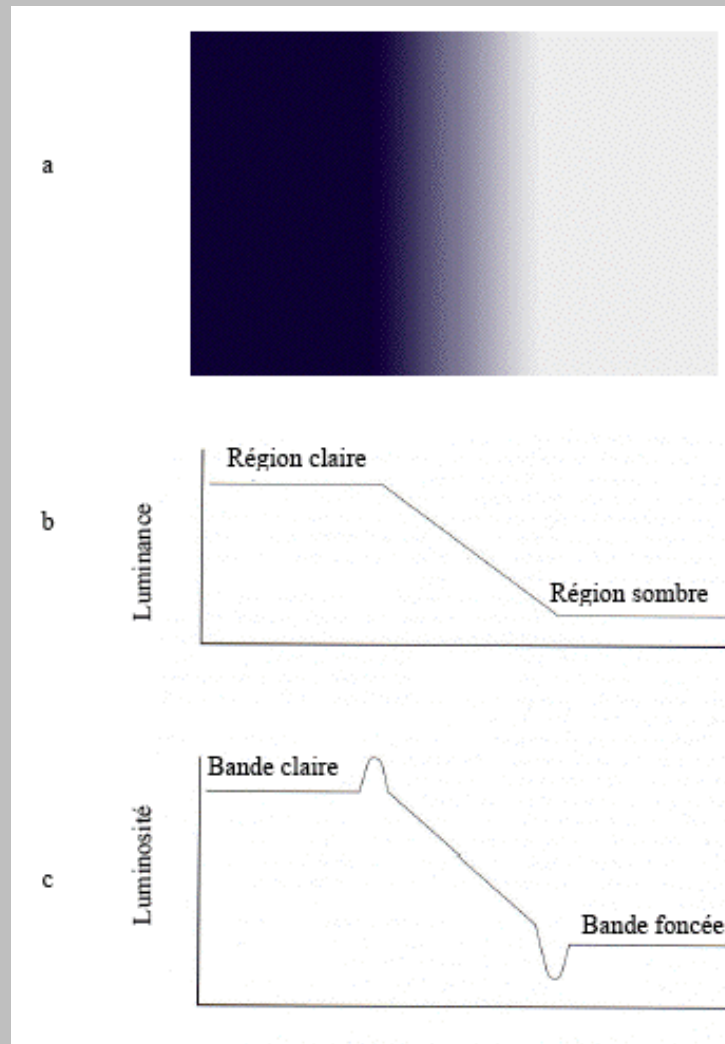 a
Région claire
b
Luminance
Région sombre
Bande claire
Luminosité
c
Bande foncée